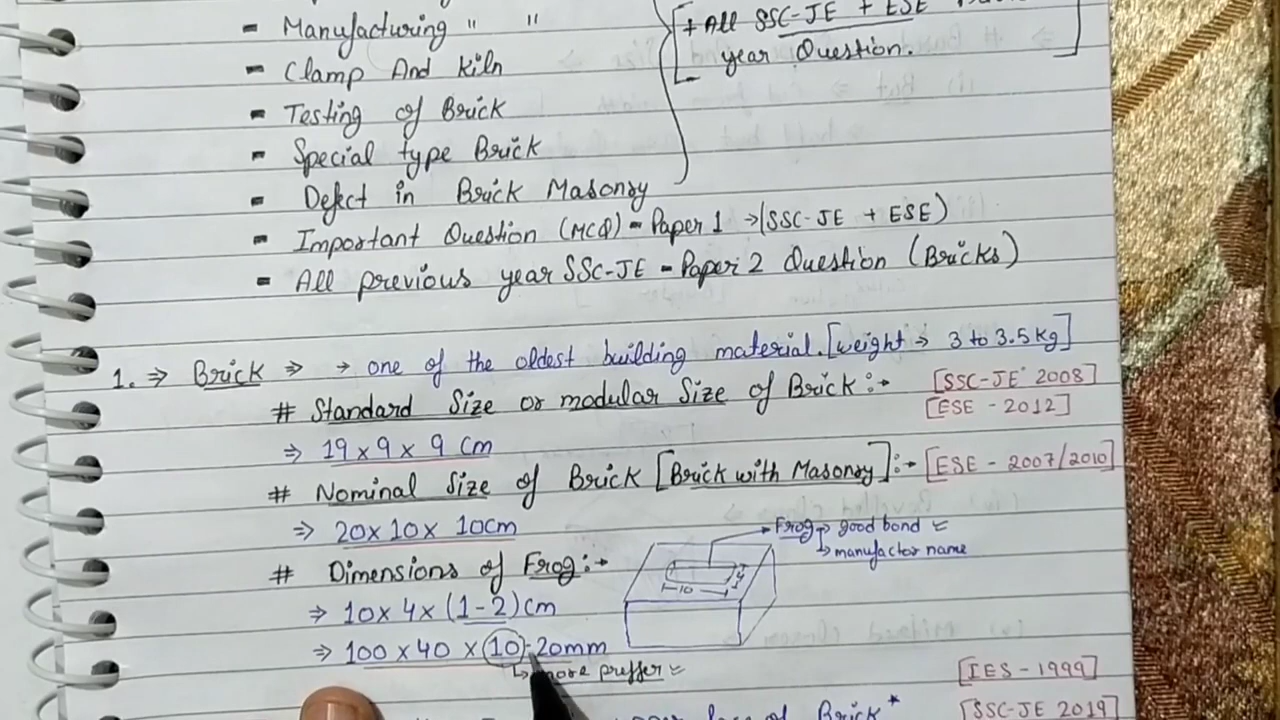 - Manufacturing " "
- Clamp And Kiln
- Testing of Brick
- Special type Brick
- Defect in Brick Masonry
[+ All SSC-JE + ESE
year Question.]
- Important Question (MCQ) - Paper 1 →(SSC-JE + ESE)
- All previous year SSC-JE - Paper 2 Question (Bricks)
1. ⇒ Brick ⇒ → one of the oldest building material. [weight → 3 to 3.5 kg]
# Standard Size or modular Size of Brick :- [SSC-JE 2008]
[ESE - 2012]
⇒ 19 × 9 × 9 cm
# Nominal Size of Brick [Brick with Masonry] :- [ESE - 2007/2010]
⇒ 20 × 10 × 10cm
Frog → good bond =
↳ manufactor name
# Dimensions of Frog :-
10
4
⇒ 10 × 4 × (1-2) cm
⇒ 100 × 40 × 10-20mm
↳ more preffer =
[IES - 1999]
of Brick*
[SSC-JE 2019]